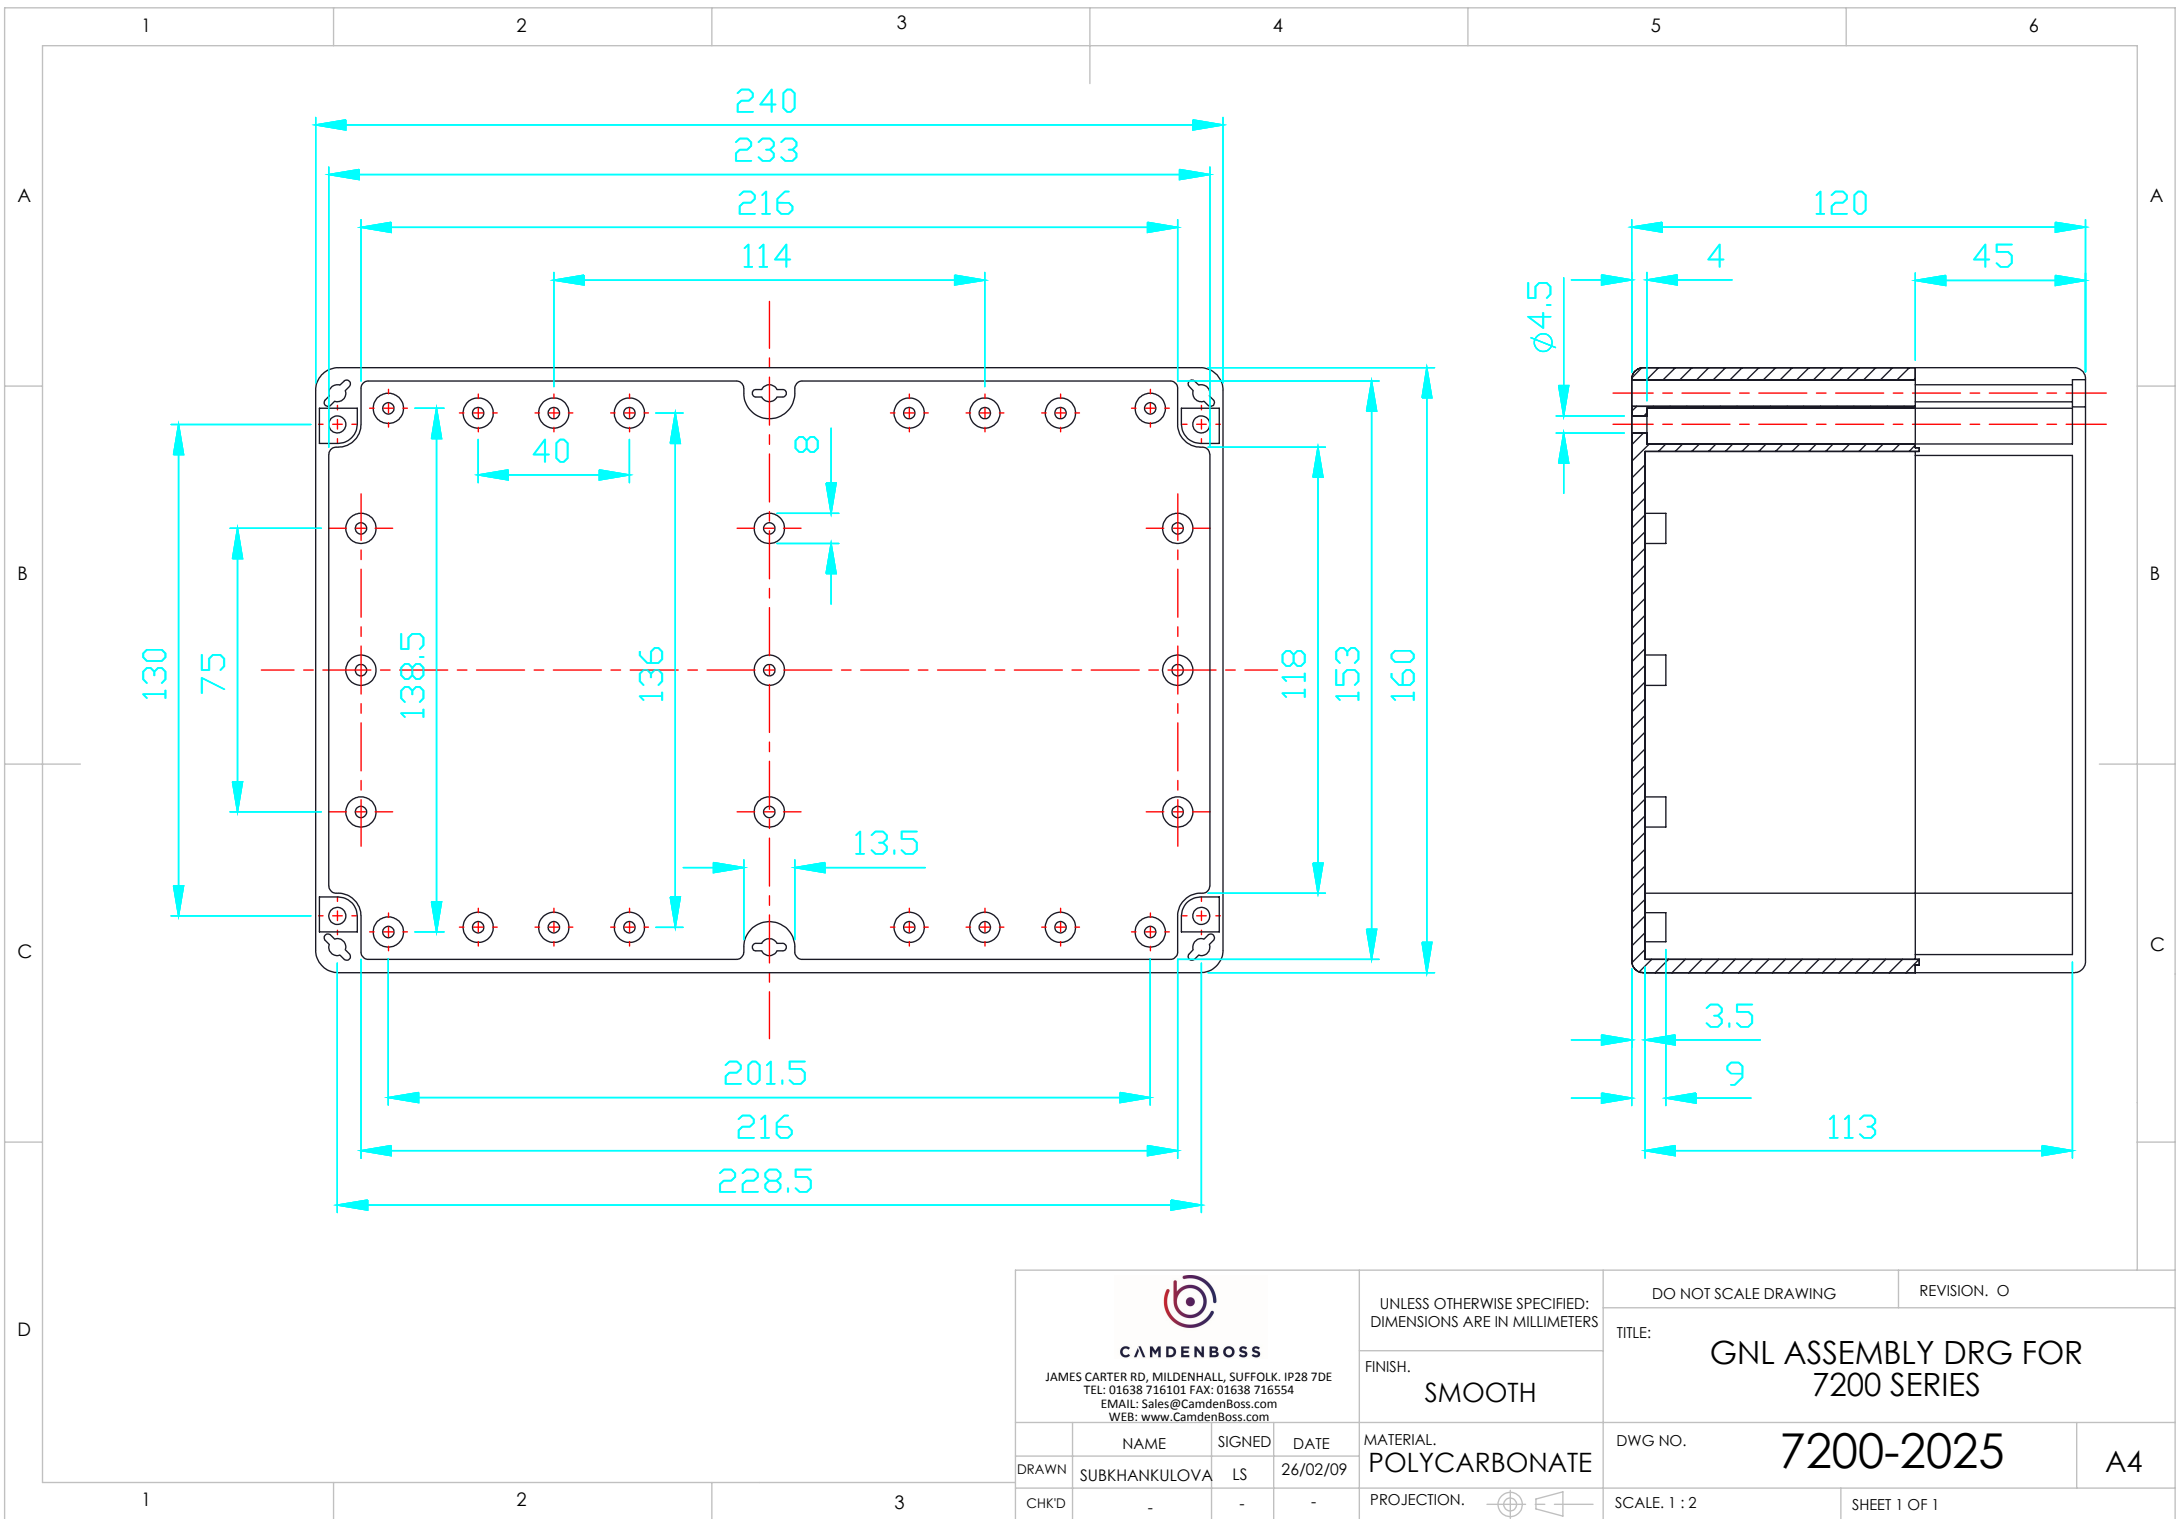 1 2 3 4 5 6
240
233
216
114
120
4 45
Ø4.5
A A
40
8
B B
130 75 138.5 136 118 153 160
13.5
C C
3.5
201.5
9
216
113
228.5
D
CAMDENBOSS
JAMES CARTER RD, MILDENHALL, SUFFOLK. IP28 7DE
TEL: 01638 716101 FAX: 01638 716554
EMAIL: Sales@CamdenBoss.com
WEB: www.CamdenBoss.com
UNLESS OTHERWISE SPECIFIED:
DIMENSIONS ARE IN MILLIMETERS
FINISH.
SMOOTH
DO NOT SCALE DRAWING
REVISION. O
TITLE:
GNL ASSEMBLY DRG FOR
7200 SERIES
NAME SIGNED DATE
DRAWN SUBKHANKULOVA LS 26/02/09
CHK'D - - -
MATERIAL.
POLYCARBONATE
PROJECTION.
DWG NO.
7200-2025
A4
SCALE. 1 : 2
SHEET 1 OF 1
1 2 3